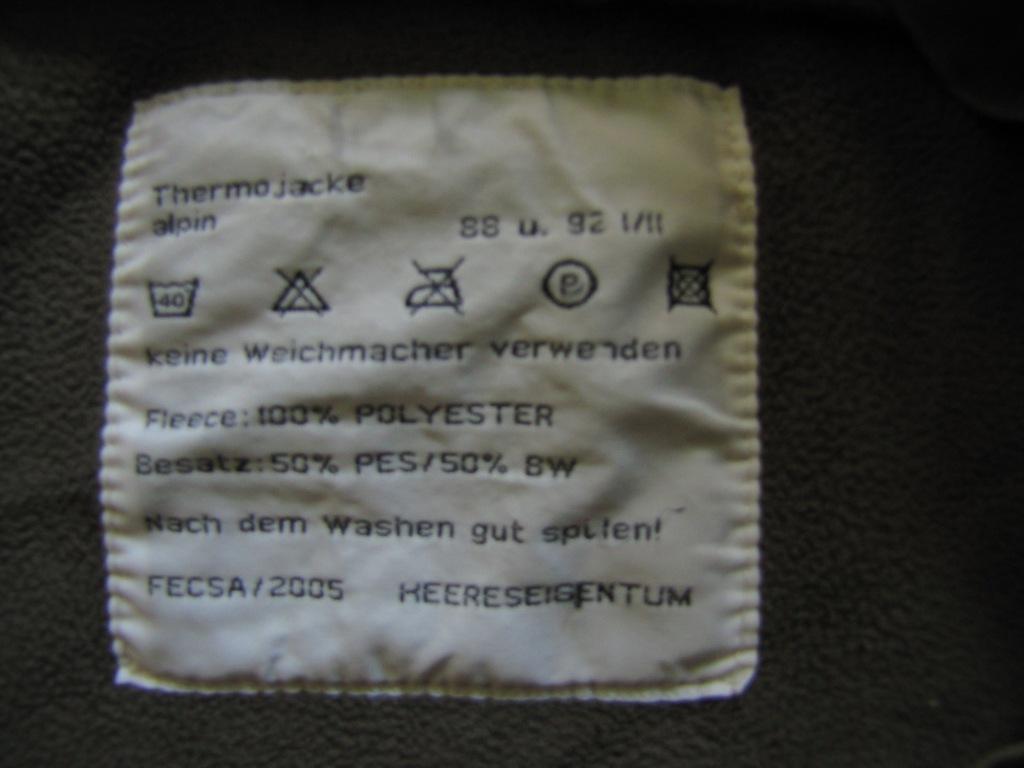 Thermojacke
alpin 88 u. 92 I/II
40 P
keine Weichmacher verwenden
Fleece: 100% POLYESTER
Besatz: 50% PES/50% BW
Nach dem Washen gut spülen!
FECSA/2005 HEERESEIGENTUM